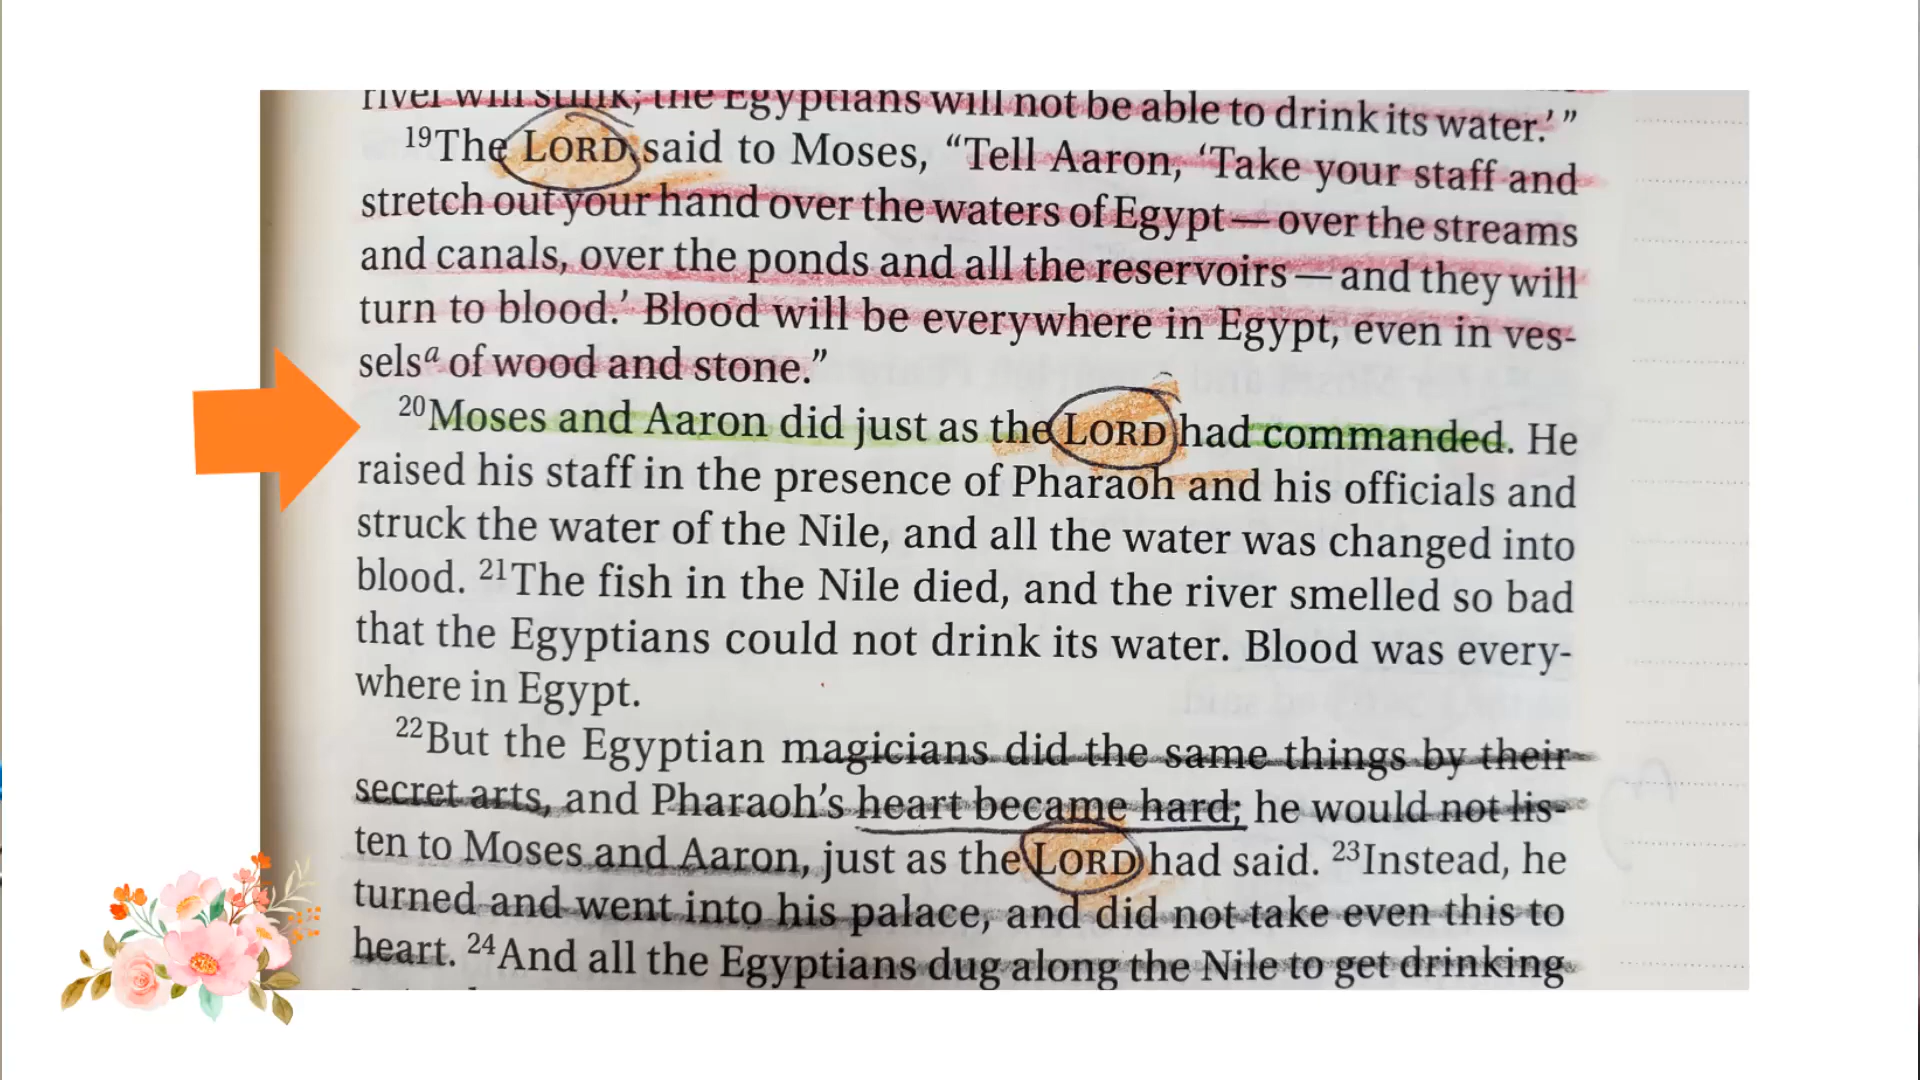 river will stink; the Egyptians will not be able to drink its water.’ ”
19The LORD said to Moses, “Tell Aaron, ‘Take your staff and
stretch out your hand over the waters of Egypt—over the streams
and canals, over the ponds and all the reservoirs—and they will
turn to blood.’ Blood will be everywhere in Egypt, even in ves-
selsa of wood and stone.”
20Moses and Aaron did just as the LORD had commanded. He
raised his staff in the presence of Pharaoh and his officials and
struck the water of the Nile, and all the water was changed into
blood. 21The fish in the Nile died, and the river smelled so bad
that the Egyptians could not drink its water. Blood was every-
where in Egypt.
22But the Egyptian magicians did the same things by their
secret arts, and Pharaoh’s heart became hard; he would not lis-
ten to Moses and Aaron, just as the LORD had said. 23Instead, he
turned and went into his palace, and did not take even this to
heart. 24And all the Egyptians dug along the Nile to get drinking